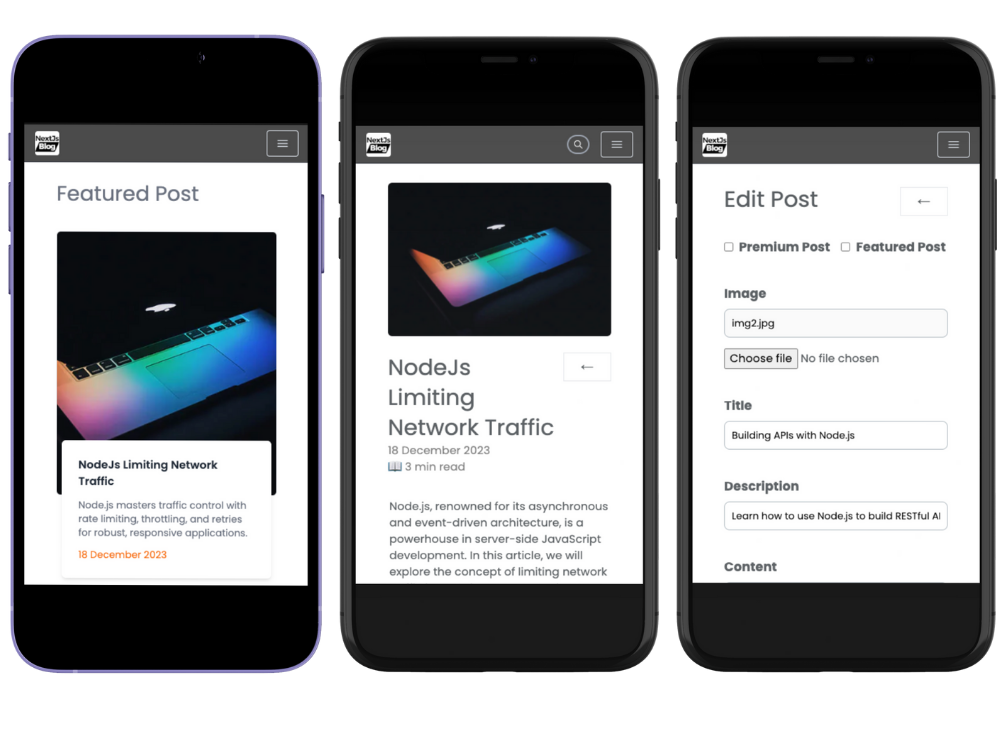 NextJs
Blog
Featured Post
NodeJs Limiting Network
Traffic
Node.js masters traffic control with
rate limiting, throttling, and retries
for robust, responsive applications.
18 December 2023
NextJs
Blog
NodeJs
Limiting
Network Traffic
←
18 December 2023
📖 3 min read
Node.js, renowned for its asynchronous
and event-driven architecture, is a
powerhouse in server-side JavaScript
development. In this article, we will
explore the concept of limiting network
NextJs
Blog
Edit Post
←
Premium Post
Featured Post
Image
img2.jpg
Choose file No file chosen
Title
Building APIs with Node.js
Description
Learn how to use Node.js to build RESTful
Content